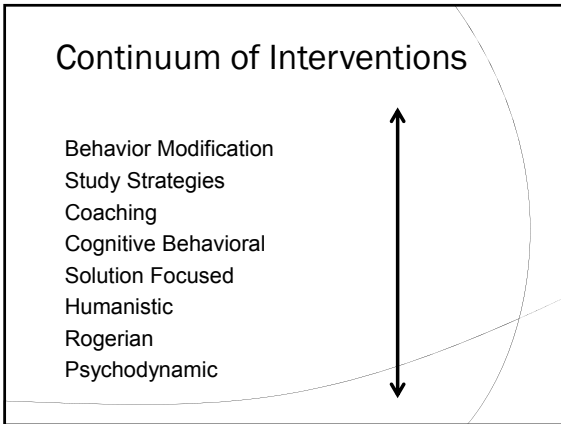 Continuum of Interventions
Behavior Modification
Study Strategies
Coaching
Cognitive Behavioral
Solution Focused
Humanistic
Rogerian
Psychodynamic